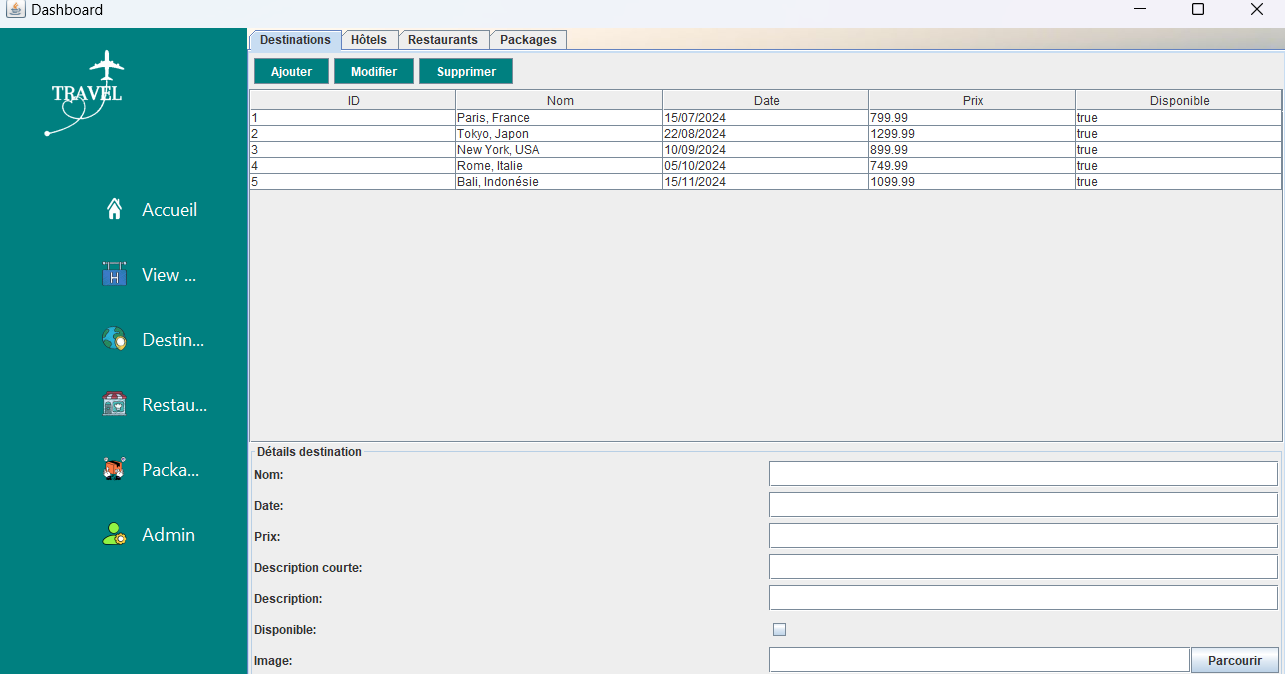 Dashboard
TRAVEL
Accueil
View ...
Destin...
Restau...
Packa...
Admin
Destinations Hôtels Restaurants Packages
Ajouter Modifier Supprimer
ID Nom Date Prix Disponible
1 Paris, France 15/07/2024 799.99 true
2 Tokyo, Japon 22/08/2024 1299.99 true
3 New York, USA 10/09/2024 899.99 true
4 Rome, Italie 05/10/2024 749.99 true
5 Bali, Indonésie 15/11/2024 1099.99 true
Détails destination
Nom:
Date:
Prix:
Description courte:
Description:
Disponible:
Image: Parcourir